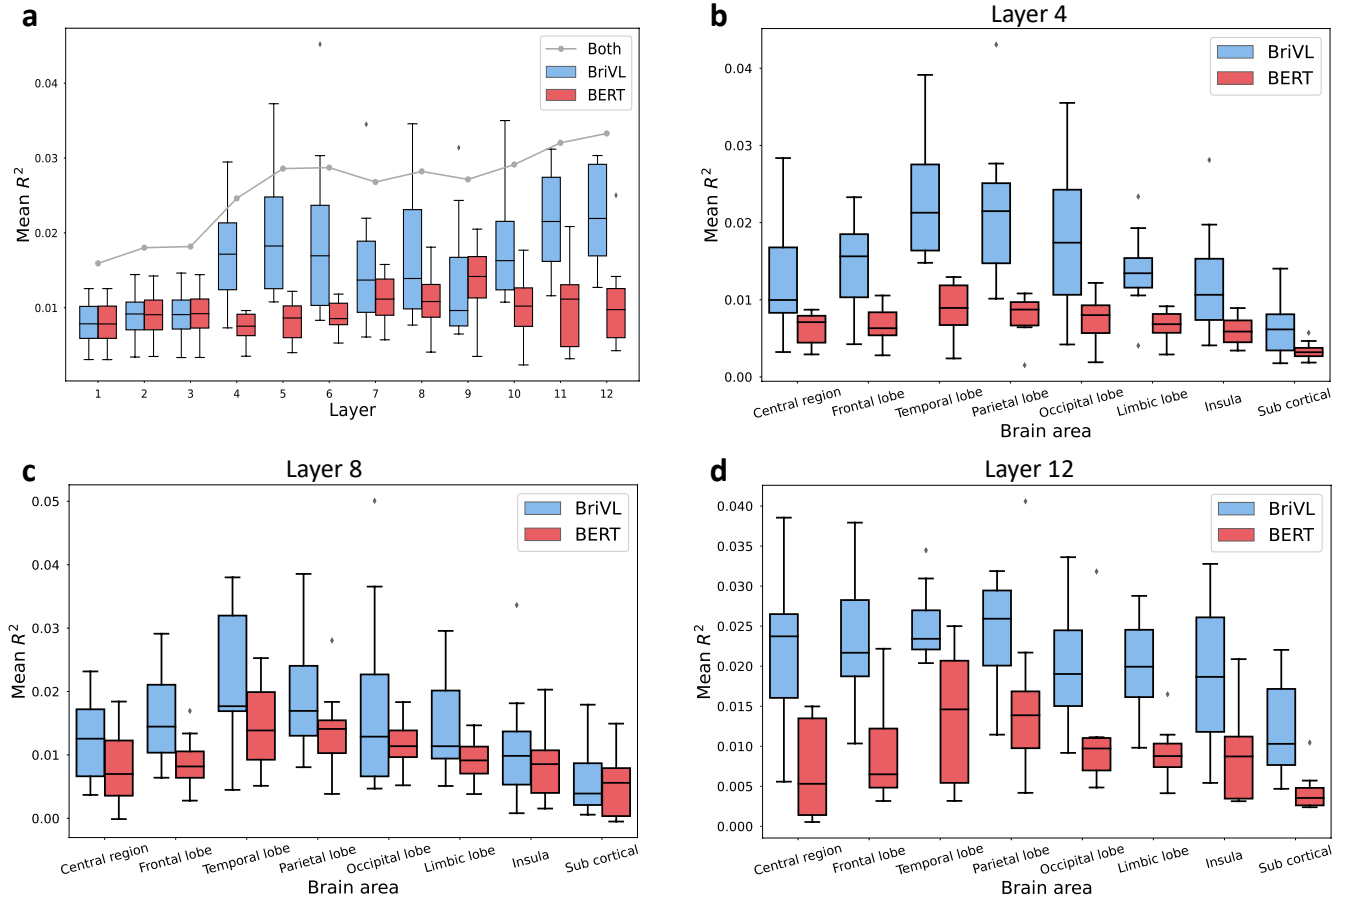 a
Both
BriVL
BERT
0.04
0.03
0.02
0.01
Mean R²
1 2 3 4 5 6 7 8 9 10 11 12
Layer
b
Layer 4
BriVL
BERT
0.04
0.03
0.02
0.01
0.00
Mean R²
Central region Frontal lobe Temporal lobe Parietal lobe Occipital lobe Limbic lobe Insula Sub cortical
Brain area
c
Layer 8
BriVL
BERT
0.05
0.04
0.03
0.02
0.01
0.00
Mean R²
Central region Frontal lobe Temporal lobe Parietal lobe Occipital lobe Limbic lobe Insula Sub cortical
Brain area
d
Layer 12
BriVL
BERT
0.040
0.035
0.030
0.025
0.020
0.015
0.010
0.005
0.000
Mean R²
Central region Frontal lobe Temporal lobe Parietal lobe Occipital lobe Limbic lobe Insula Sub cortical
Brain area